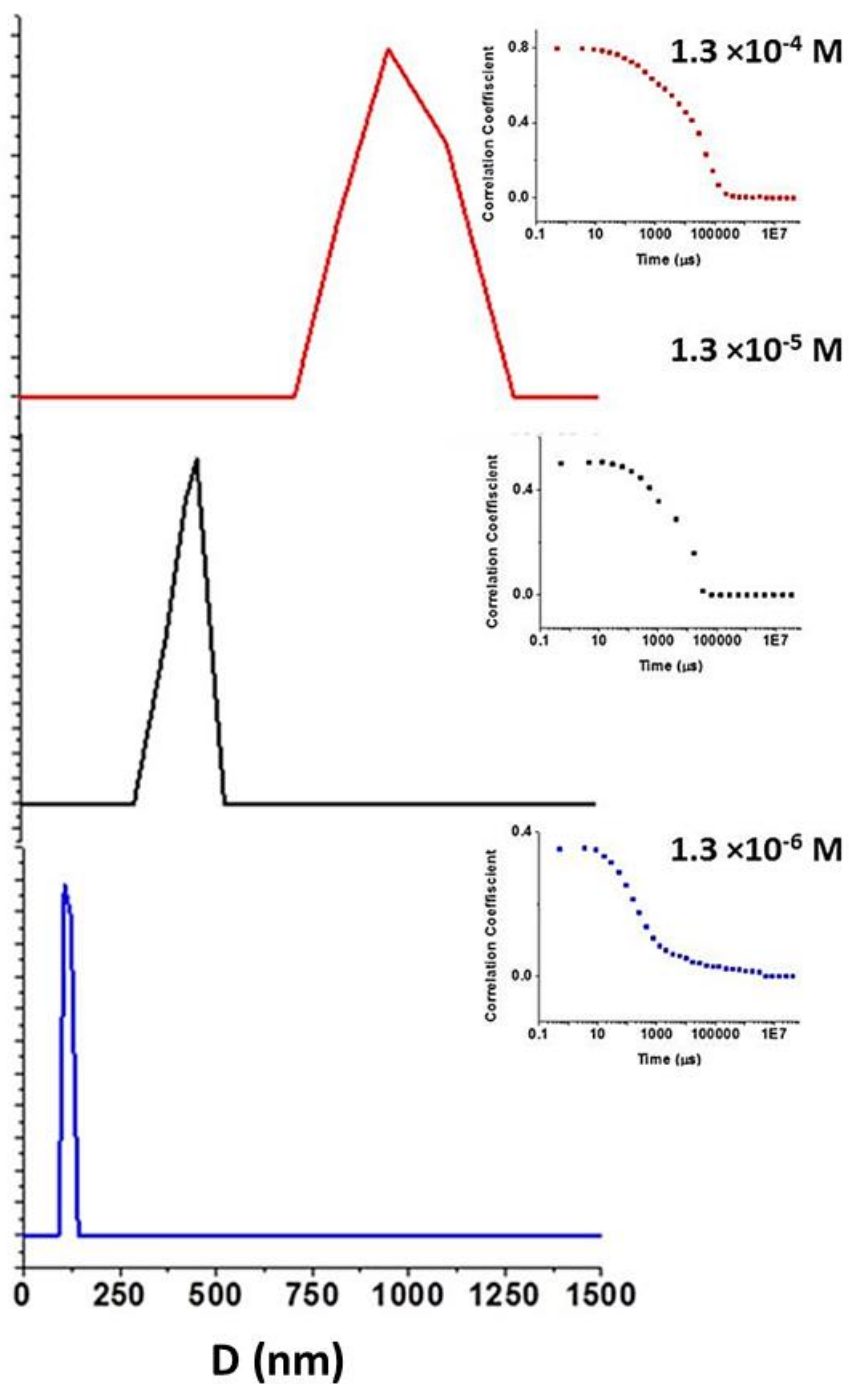 1.3 ×10⁻⁴ M
Correlation Coeffiscient
0.8
0.4
0.0
0.1 10 1000 100000 1E7
Time (μs)
1.3 ×10⁻⁵ M
Correlation Coeffiscient
0.4
0.0
0.1 10 1000 100000 1E7
Time (μs)
1.3 ×10⁻⁶ M
Correlation Coeffiscient
0.4
0.0
0.1 10 1000 100000 1E7
Time (μs)
0 250 500 750 1000 1250 1500
D (nm)